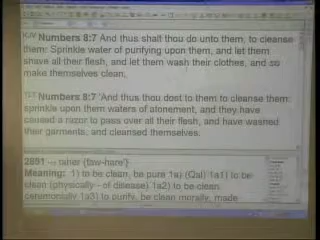 KJV Numbers 8:7 And thus shalt thou do unto them, to cleanse
them: Sprinkle water of purifying upon them, and let them
shave all their flesh, and let them wash their clothes, and so
make themselves clean.
Numbers 8:7 'And thus thou dost to them to cleanse them:
sprinkle upon them waters of atonement, and they have
caused a razor to pass over all their flesh, and have washed
their garments, and cleansed themselves.
2891 taher {taw-hare'}
Meaning: 1) to be clean, be pure 1a) (Qal) 1a1) to be
clean (physically - of disease) 1a2) to be clean
ceremonially 1a3) to purify, be clean morally, made